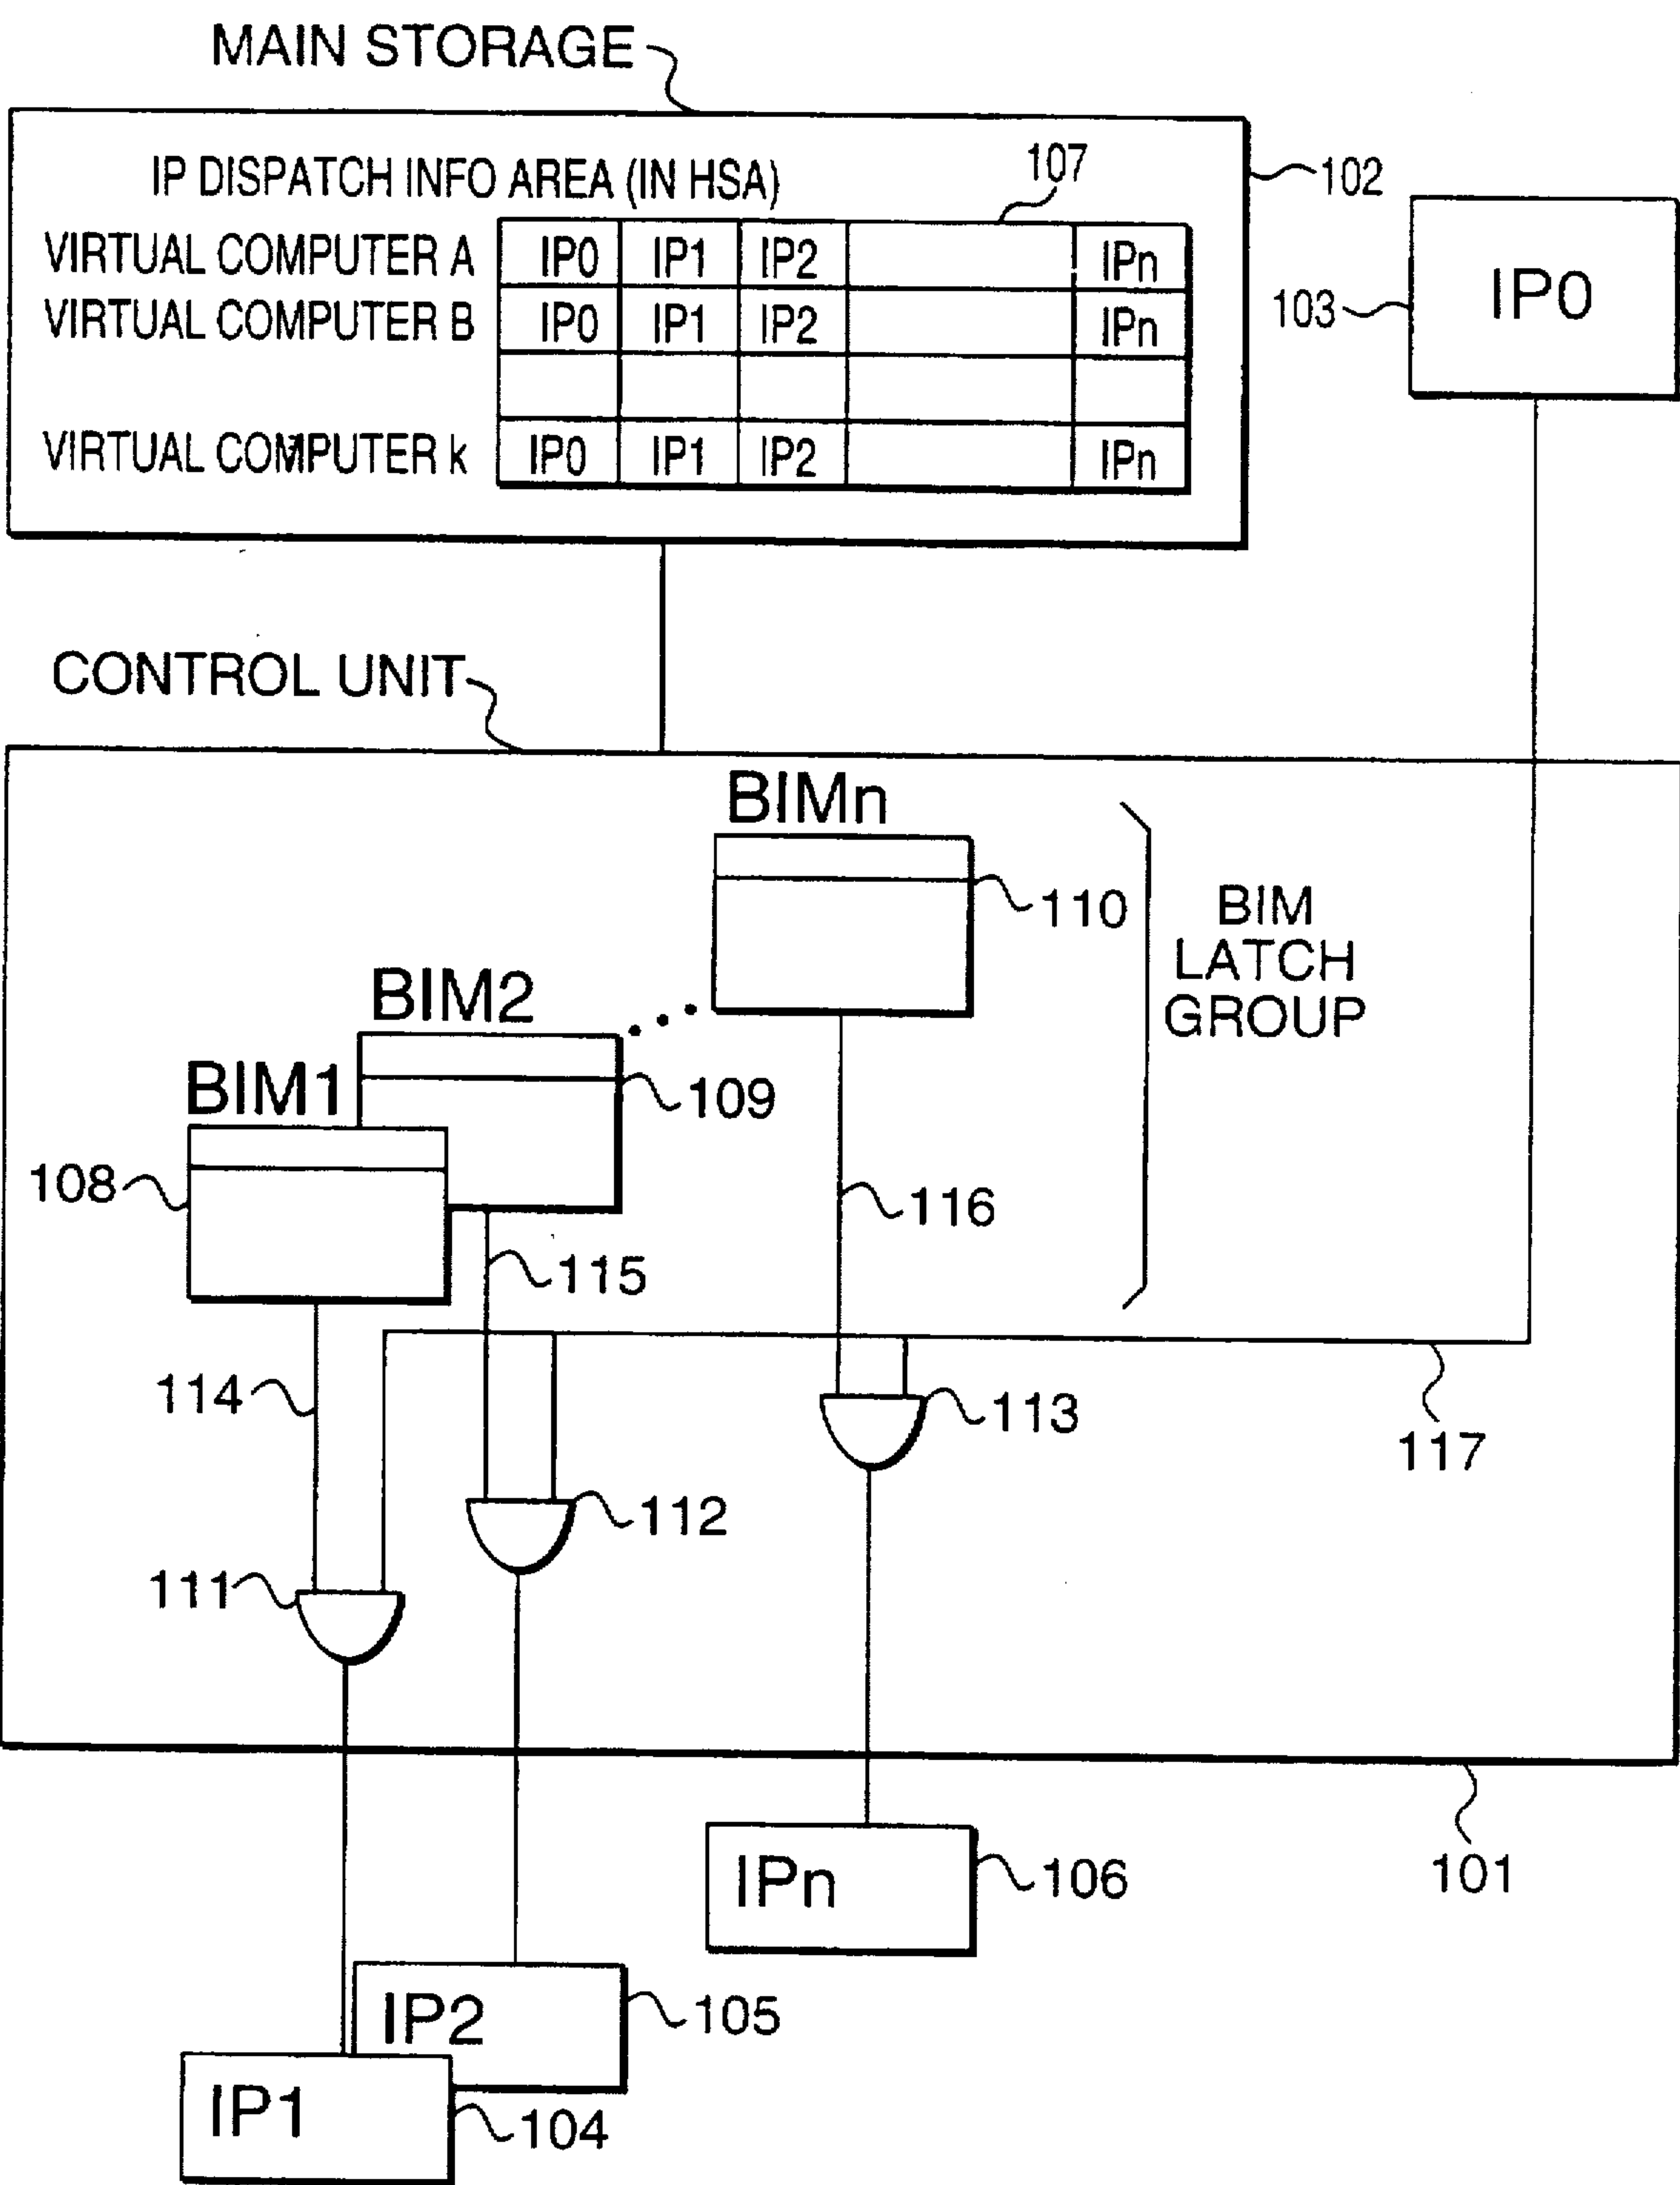 MAIN STORAGE
IP DISPATCH INFO AREA (IN HSA)
107
102
VIRTUAL COMPUTER A IP0 IP1 IP2 IPn
VIRTUAL COMPUTER B IP0 IP1 IP2 IPn
VIRTUAL COMPUTER k IP0 IP1 IP2 IPn
103
IP0
CONTROL UNIT
BIMn
110
BIM
LATCH
GROUP
BIM2
109
BIM1
108
116
115
114
113
117
112
111
101
IPn
106
IP2
105
IP1
104